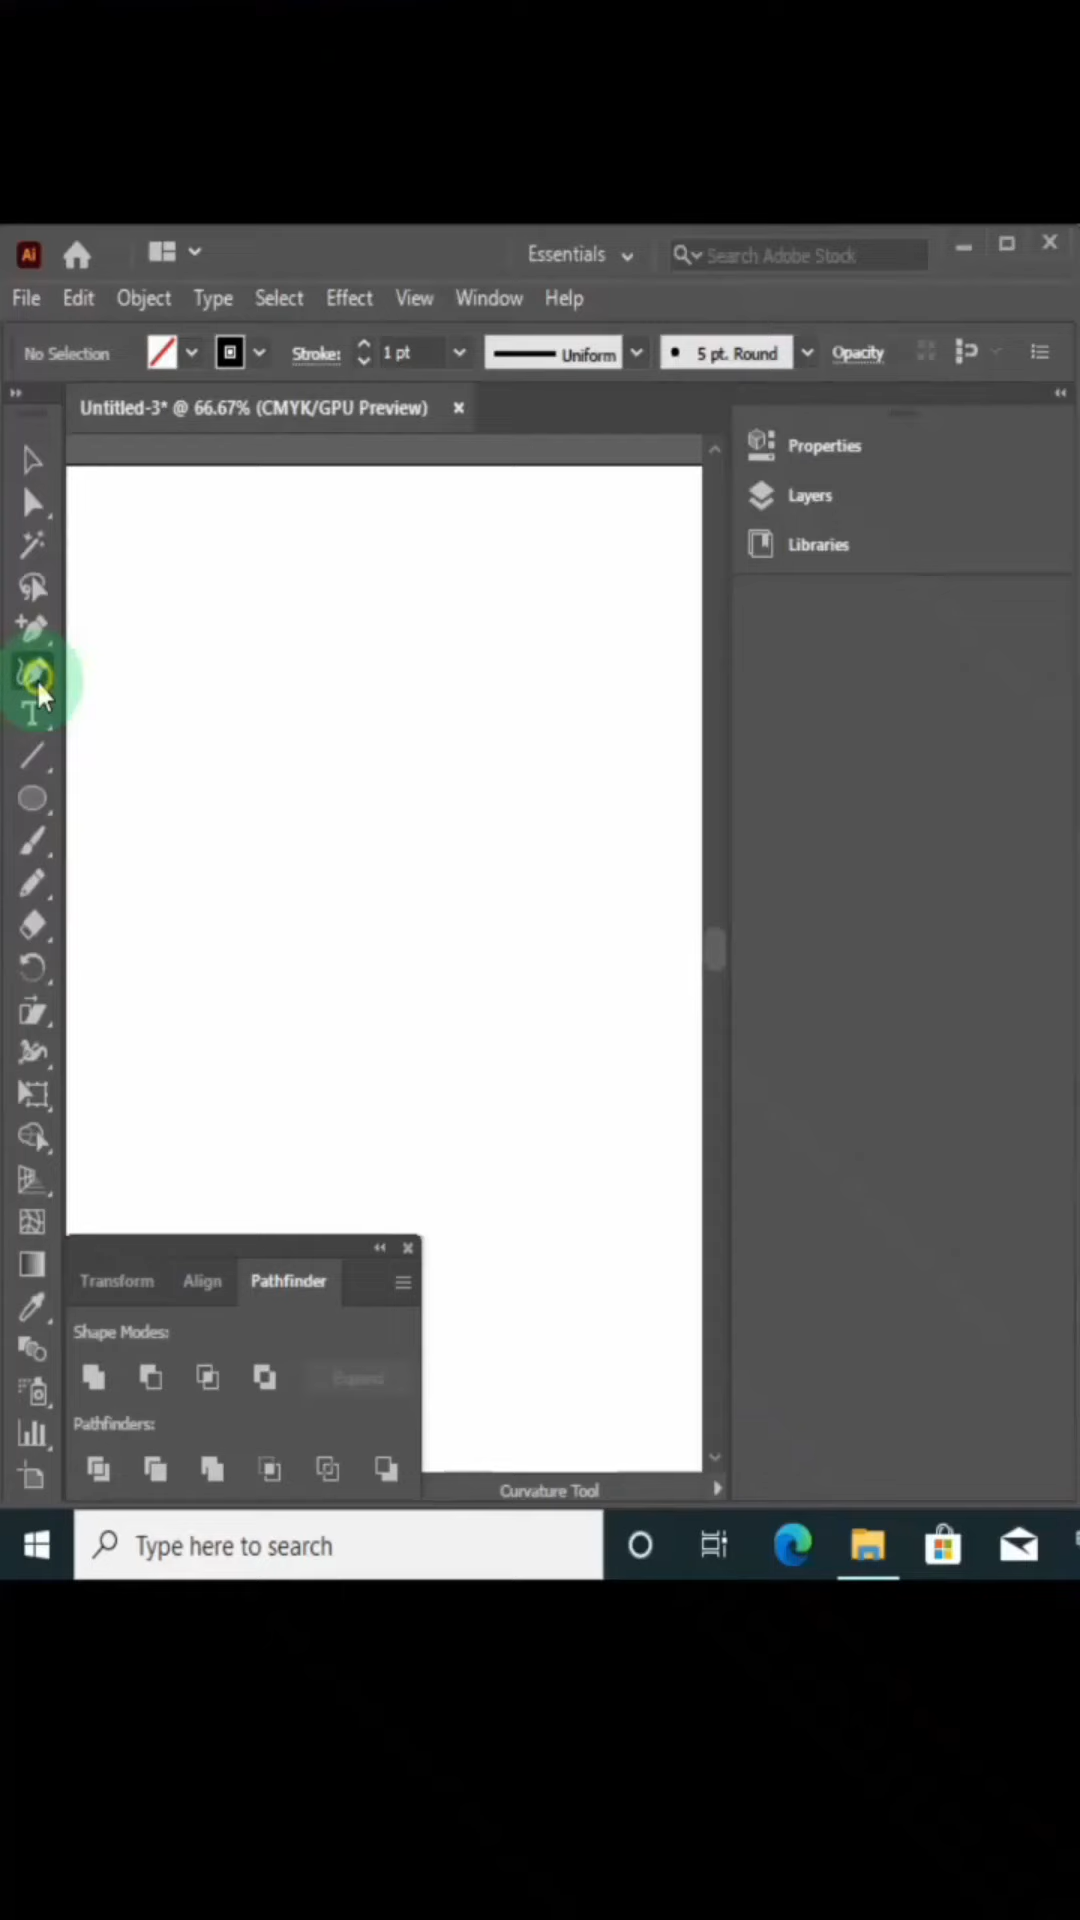 Ai
Essentials
Search Adobe Stock
File Edit Object Type Select Effect View Window Help
No Selection
Stroke: 1 pt
Uniform
5 pt. Round
Opacity
Untitled-3* @ 66.67% (CMYK/GPU Preview) ×
Properties
Layers
Libraries
T
Transform Align Pathfinder
Shape Modes:
Expand
Pathfinders:
Curvature Tool
Type here to search